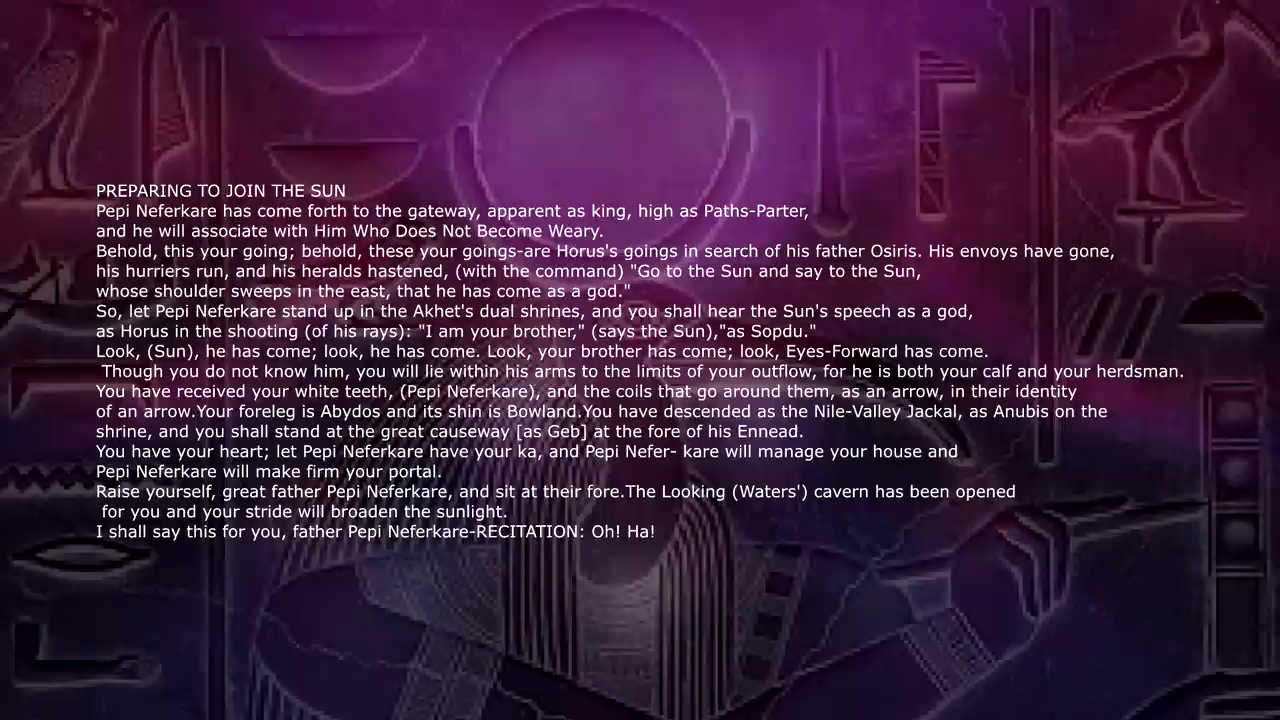 PREPARING TO JOIN THE SUN
Pepi Neferkare has come forth to the gateway, apparent as king, high as Paths-Parter,
and he will associate with Him Who Does Not Become Weary.
Behold, this your going; behold, these your goings-are Horus's goings in search of his father Osiris. His envoys have gone,
his hurriers run, and his heralds hastened, (with the command) "Go to the Sun and say to the Sun,
whose shoulder sweeps in the east, that he has come as a god."
So, let Pepi Neferkare stand up in the Akhet's dual shrines, and you shall hear the Sun's speech as a god,
as Horus in the shooting (of his rays): "I am your brother," (says the Sun),"as Sopdu."
Look, (Sun), he has come; look, he has come. Look, your brother has come; look, Eyes-Forward has come.
Though you do not know him, you will lie within his arms to the limits of your outflow, for he is both your calf and your herdsman.
You have received your white teeth, (Pepi Neferkare), and the coils that go around them, as an arrow, in their identity
of an arrow.Your foreleg is Abydos and its shin is Bowland.You have descended as the Nile-Valley Jackal, as Anubis on the
shrine, and you shall stand at the great causeway [as Geb] at the fore of his Ennead.
You have your heart; let Pepi Neferkare have your ka, and Pepi Nefer- kare will manage your house and
Pepi Neferkare will make firm your portal.
Raise yourself, great father Pepi Neferkare, and sit at their fore.The Looking (Waters') cavern has been opened
for you and your stride will broaden the sunlight.
I shall say this for you, father Pepi Neferkare-RECITATION: Oh! Ha!